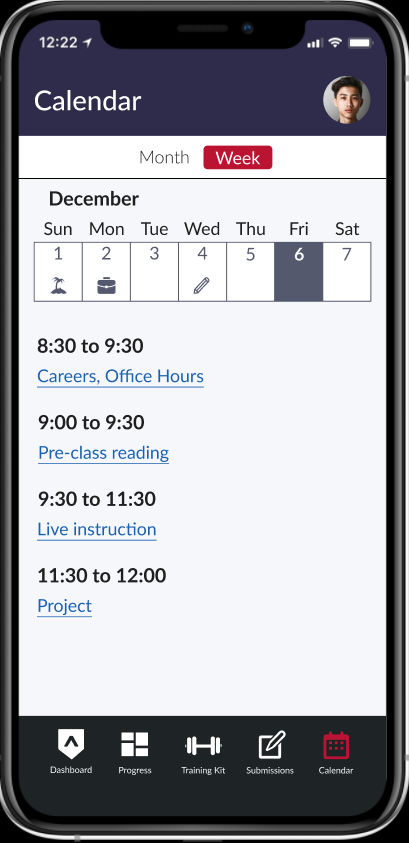 12:22
Calendar
Month Week
December
Sun Mon Tue Wed Thu Fri Sat
1 2 3 4 5 6 7
8:30 to 9:30
Careers, Office Hours
9:00 to 9:30
Pre-class reading
9:30 to 11:30
Live instruction
11:30 to 12:00
Project
Dashboard Progress Training Kit Submissions Calendar